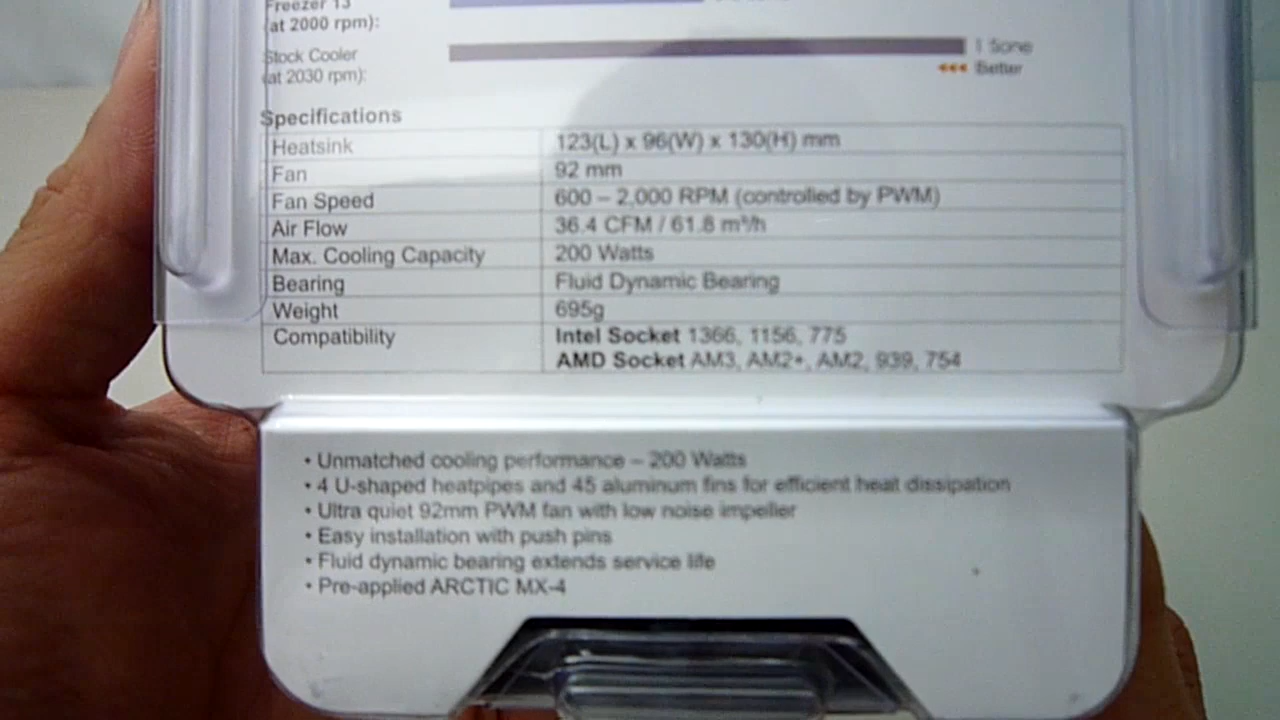 Freezer 13
(at 2000 rpm):
Stock Cooler
(at 2030 rpm):
1 Sone
Better
Specifications
Heatsink 123(L) x 96(W) x 130(H) mm
Fan 92 mm
Fan Speed 600 – 2,000 RPM (controlled by PWM)
Air Flow 36.4 CFM / 61.8 m³/h
Max. Cooling Capacity 200 Watts
Bearing Fluid Dynamic Bearing
Weight 695g
Compatibility Intel Socket 1366, 1156, 775
AMD Socket AM3, AM2+, AM2, 939, 754
• Unmatched cooling performance – 200 Watts
• 4 U-shaped heatpipes and 45 aluminum fins for efficient heat dissipation
• Ultra quiet 92mm PWM fan with low noise impeller
• Easy installation with push pins
• Fluid dynamic bearing extends service life
• Pre-applied ARCTIC MX-4